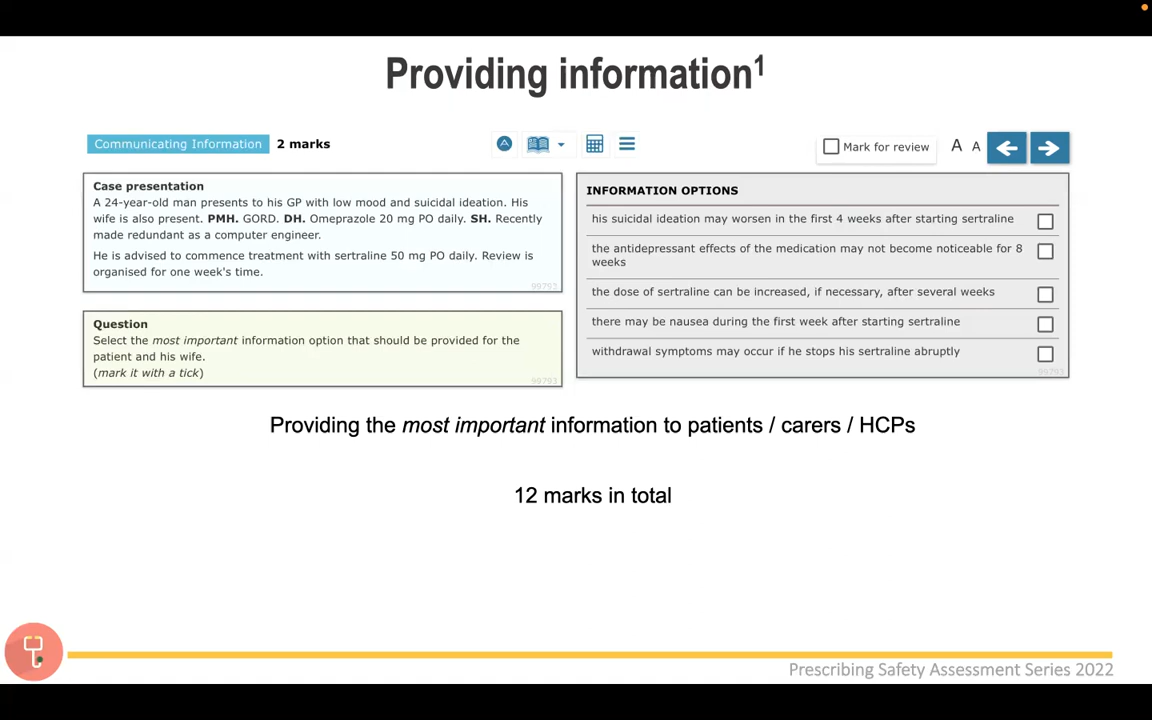 Providing information1
Communicating Information 2 marks
Mark for review A A
Case presentation
A 24-year-old man presents to his GP with low mood and suicidal ideation. His
wife is also present. PMH. GORD. DH. Omeprazole 20 mg PO daily. SH. Recently
made redundant as a computer engineer.
He is advised to commence treatment with sertraline 50 mg PO daily. Review is
organised for one week's time.
99793
Question
Select the most important information option that should be provided for the
patient and his wife.
(mark it with a tick)
99793
INFORMATION OPTIONS
his suicidal ideation may worsen in the first 4 weeks after starting sertraline
the antidepressant effects of the medication may not become noticeable for 8
weeks
the dose of sertraline can be increased, if necessary, after several weeks
there may be nausea during the first week after starting sertraline
withdrawal symptoms may occur if he stops his sertraline abruptly
99793
Providing the most important information to patients / carers / HCPs
12 marks in total
Prescribing Safety Assessment Series 2022